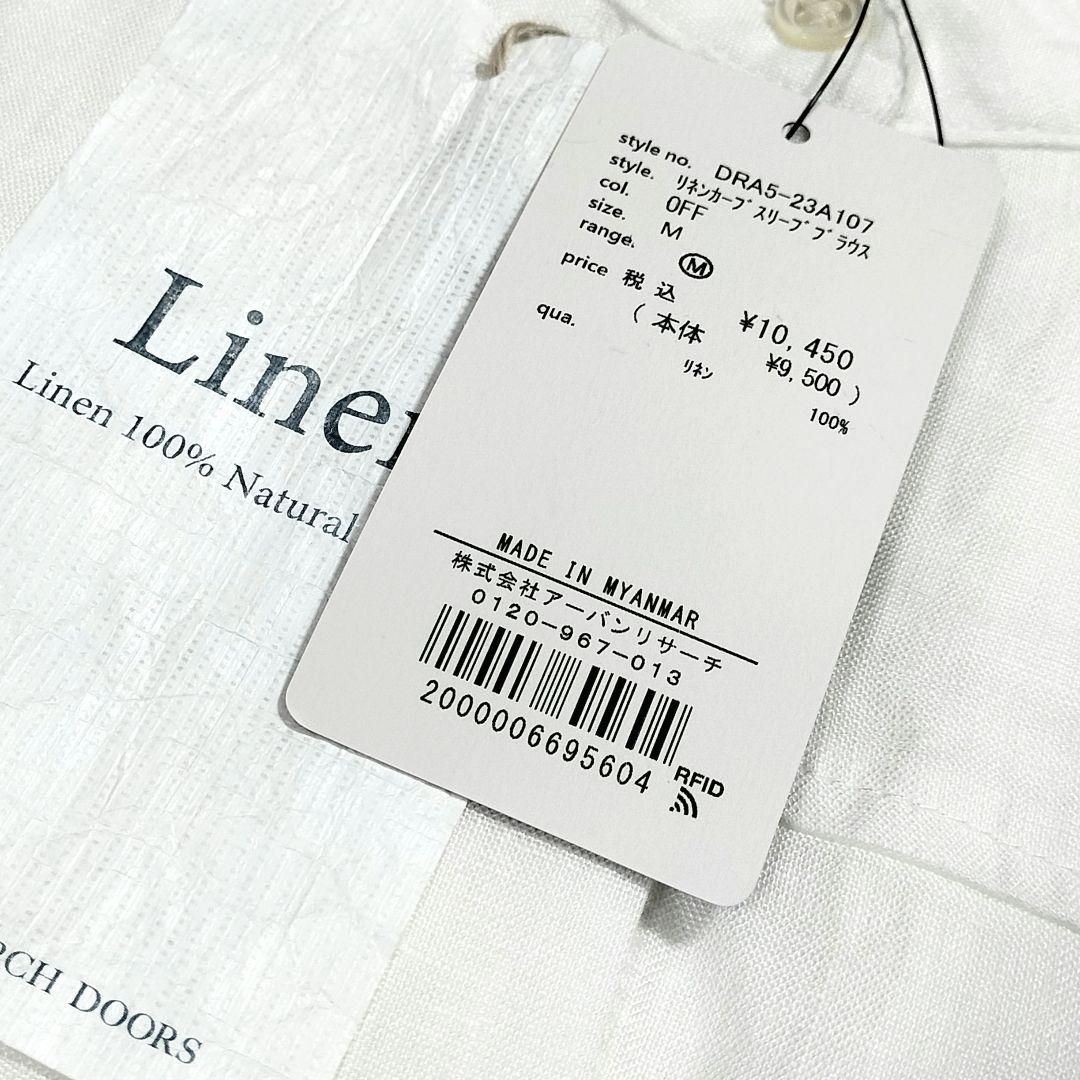 Linen
Linen 100% Natural
RCH DOORS
style no. DRA5-23A107
style. ﾘﾈﾝｶｰﾌﾞｽﾘｰﾌﾞﾌﾞﾗｳｽ
col. OFF
size. M
range. Ⓜ
price 税 込 ¥10,450
( 本体 ¥9,500 )
qua. ﾘﾈﾝ 100%
MADE IN MYANMAR
株式会社アーバンリサーチ
0120-967-013
2000006695604
RFID